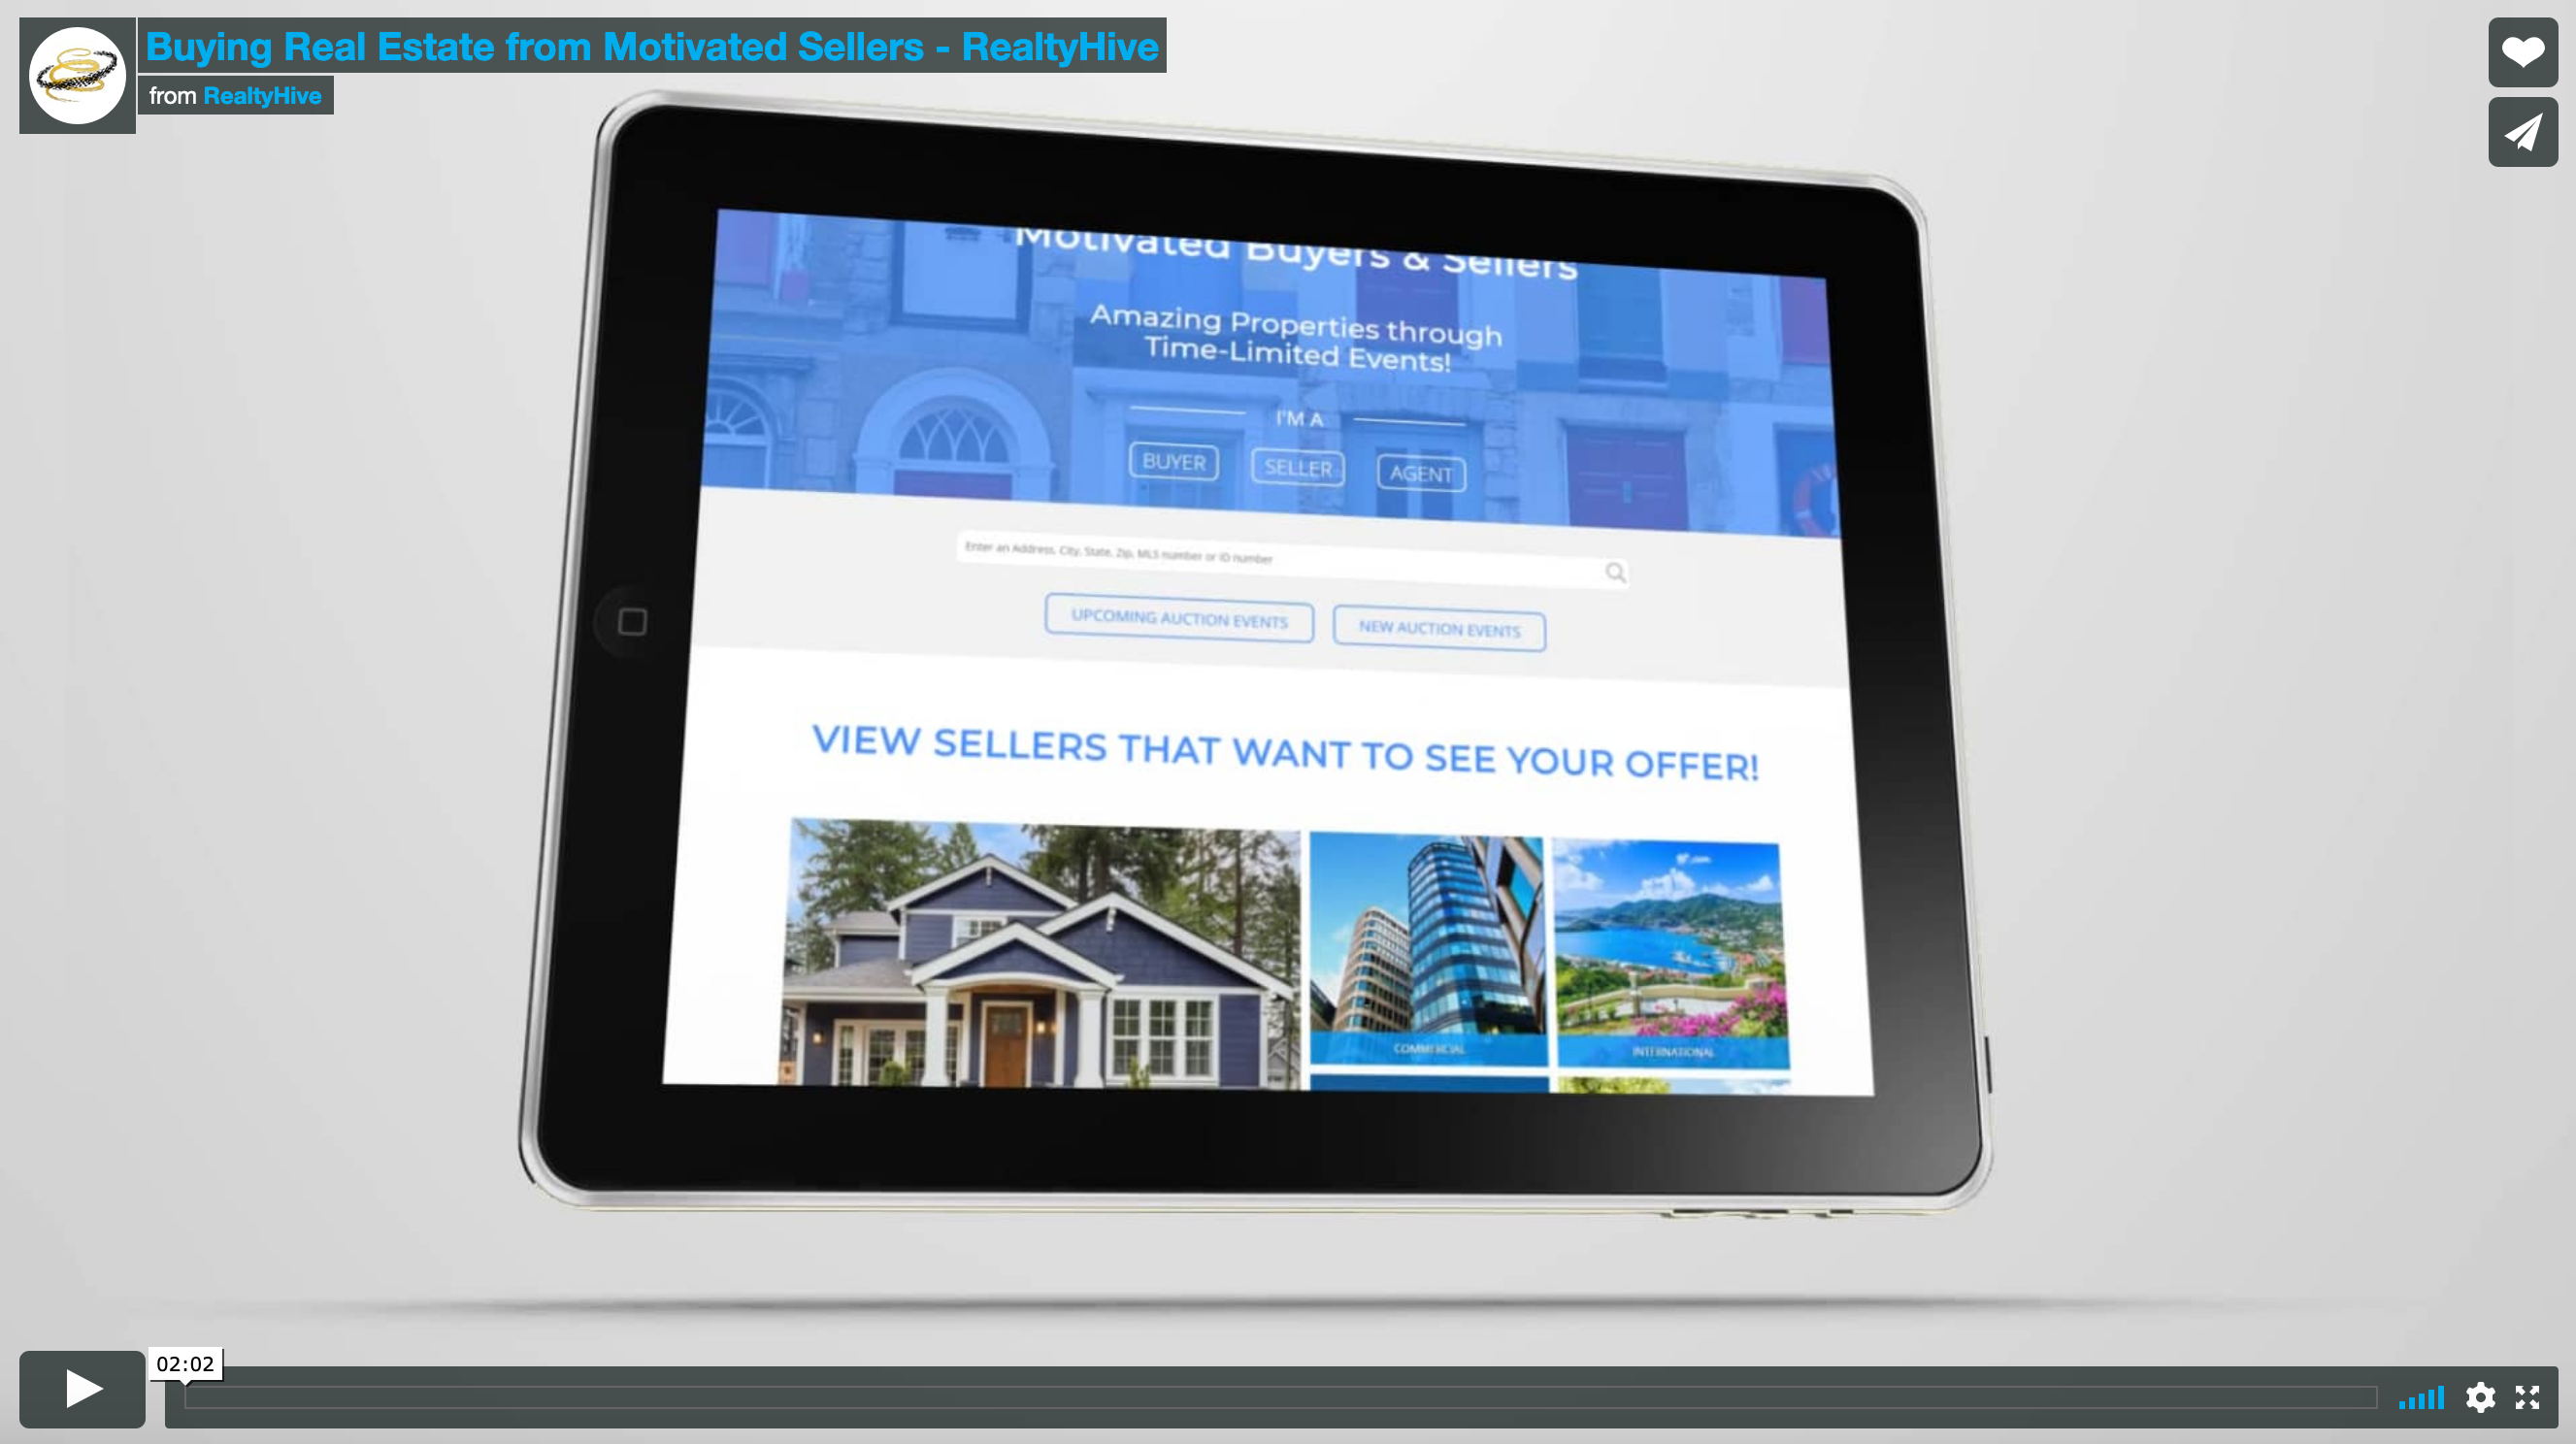 Buying Real Estate from Motivated Sellers - RealtyHive
from RealtyHive
Motivated Buyers & Sellers
Amazing Properties through
Time-Limited Events!
I'M A
BUYER SELLER AGENT
Enter an Address, City, State, Zip, MLS number or ID number
UPCOMING AUCTION EVENTS NEW AUCTION EVENTS
VIEW SELLERS THAT WANT TO SEE YOUR OFFER!
COMMERCIAL INTERNATIONAL
02:02